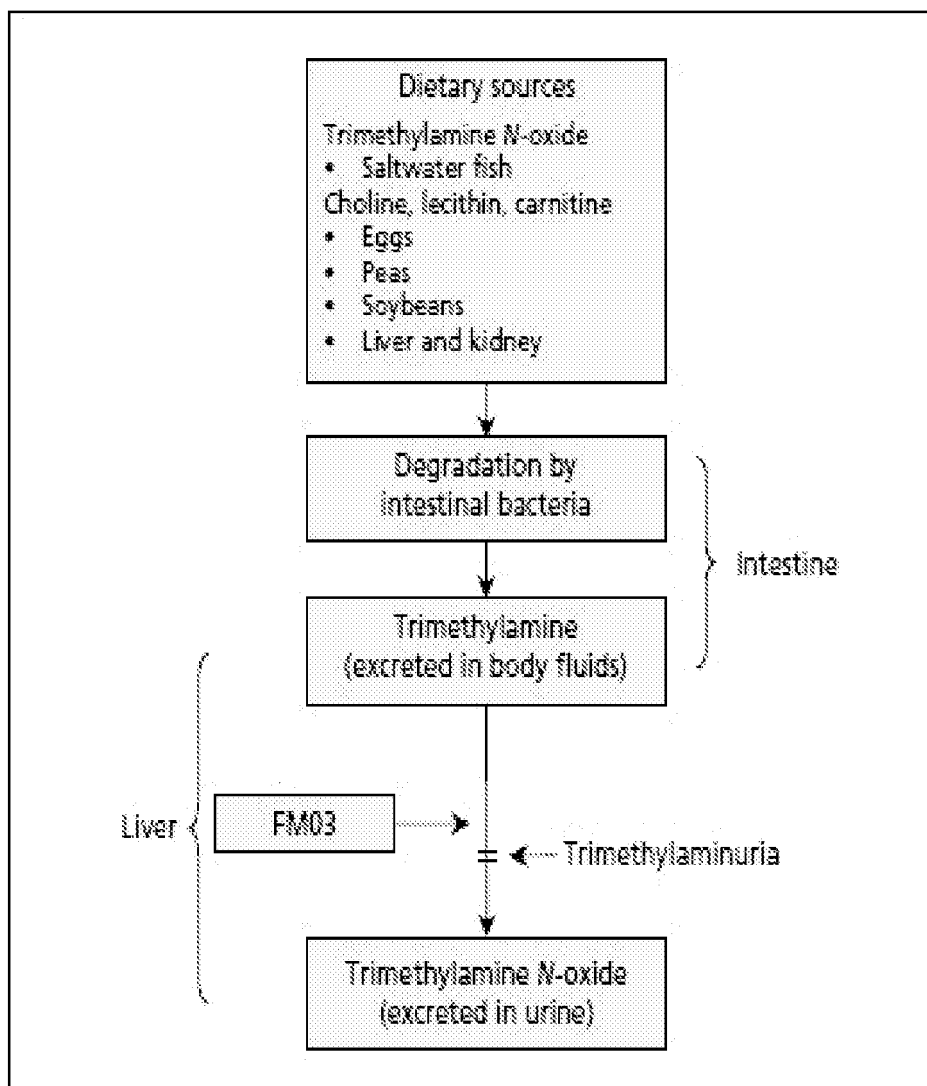 Dietary sources
Trimethylamine N-oxide
• Saltwater fish
Choline, lecithin, carnitine
• Eggs
• Peas
• Soybeans
• Liver and kidney
Degradation by
intestinal bacteria
Intestine
Trimethylamine
(excreted in body fluids)
Liver
FM03
Trimethylaminuria
Trimethylamine N-oxide
(excreted in urine)